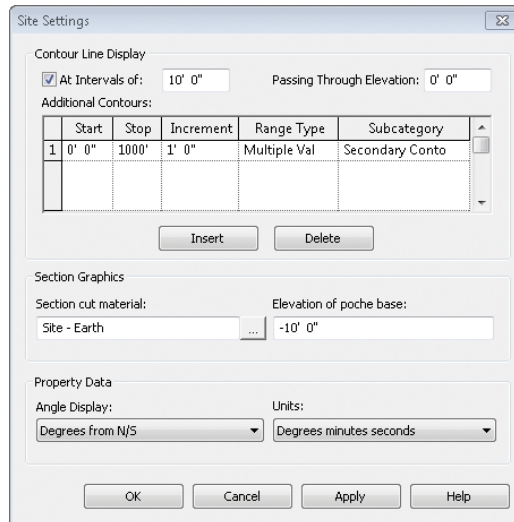 Site Settings
Contour Line Display
At Intervals of: 10' 0" Passing Through Elevation: 0' 0"
Additional Contours:
Start Stop Increment Range Type Subcategory
1 0' 0" 1000' 1' 0" Multiple Val Secondary Conto
Insert Delete
Section Graphics
Section cut material: Elevation of poche base:
Site - Earth ... -10' 0"
Property Data
Angle Display: Units:
Degrees from N/S Degrees minutes seconds
OK Cancel Apply Help